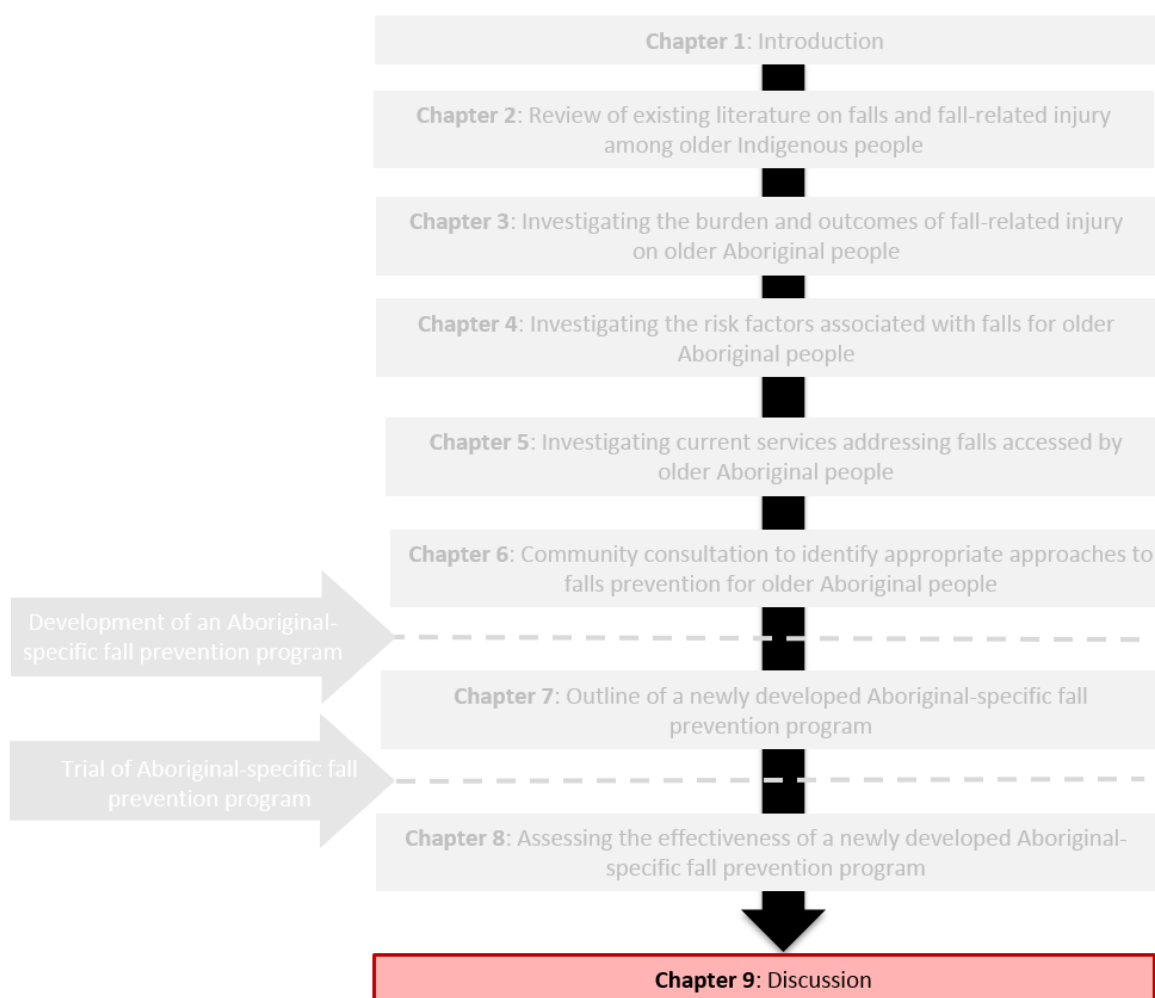 Chapter 1: Introduction
Chapter 2: Review of existing literature on falls and fall-related injury
among older Indigenous people
Chapter 3: Investigating the burden and outcomes of fall-related injury
on older Aboriginal people
Chapter 4: Investigating the risk factors associated with falls for older
Aboriginal people
Chapter 5: Investigating current services addressing falls accessed by
older Aboriginal people
Chapter 6: Community consultation to identify appropriate approaches to
falls prevention for older Aboriginal people
Development of an Aboriginal-
specific fall prevention program
Chapter 7: Outline of a newly developed Aboriginal-specific fall
prevention program
Trial of Aboriginal-specific fall
prevention program
Chapter 8: Assessing the effectiveness of a newly developed Aboriginal-
specific fall prevention program
Chapter 9: Discussion